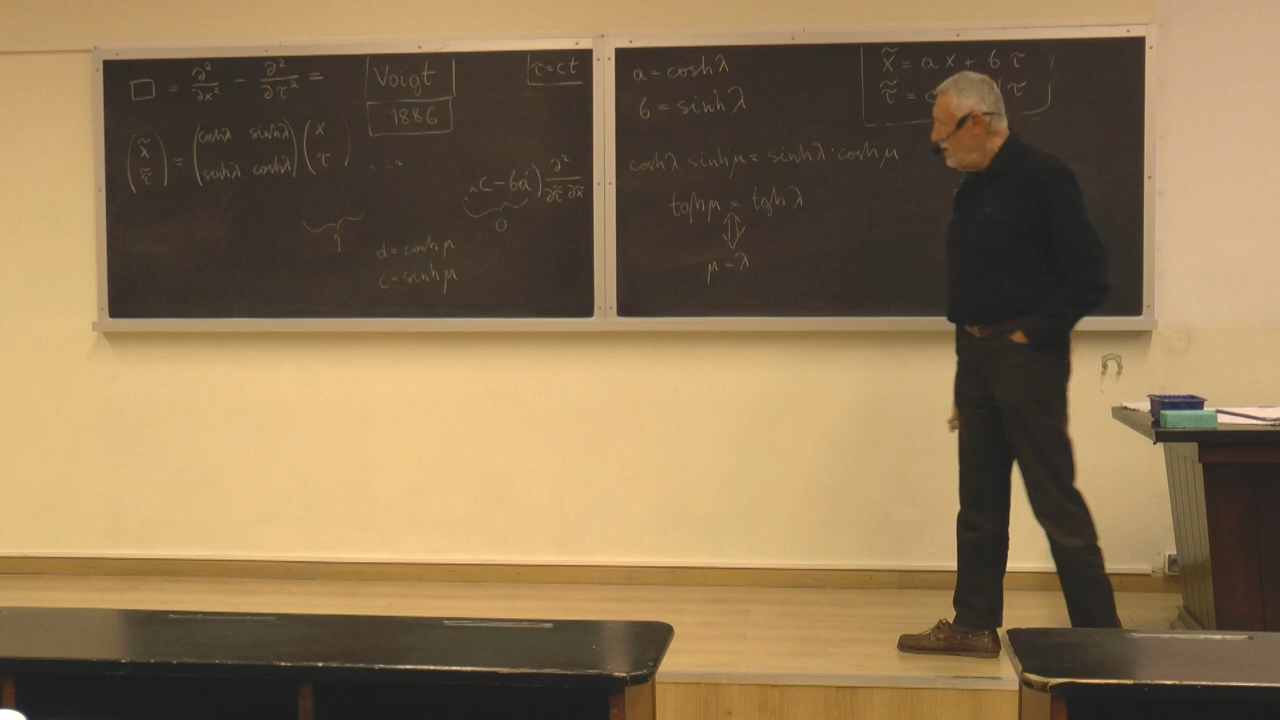 □ = ∂²/∂x² − ∂²/∂τ² =
Voigt
1886
τ = ct
(x̃ τ̃) = (coshλ sinhλ sinhλ coshλ)(x τ)
c − bd) ∂²/∂τ̃ ∂x̃
1
0
d = coshμ
c = sinhμ
a = coshλ
b = sinhλ
x̃ = ax + bτ
τ̃ = c τ
coshλ sinhμ = sinhλ · coshμ
tghμ = tghλ
⇕
μ = λ